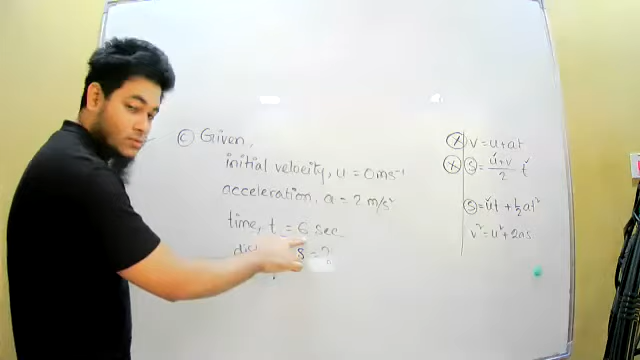 (c) Given,
initial velocity, u = 0 ms⁻¹
acceleration, a = 2 m/s²
time, t = 6 sec
s = ?
(x) v = u+at
(x) (s) = u+v/2 t
(s) = ut + ½at²
v² = u² + 2as